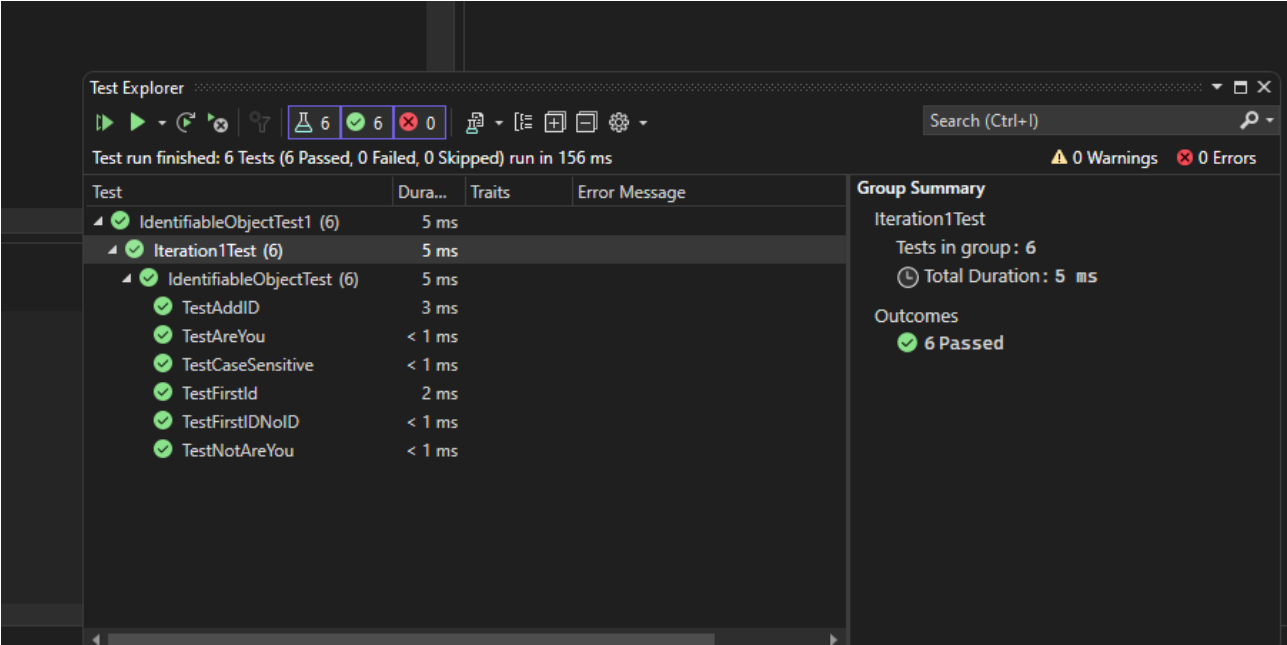 Test Explorer
6 6 0
Search (Ctrl+I)
Test run finished: 6 Tests (6 Passed, 0 Failed, 0 Skipped) run in 156 ms
0 Warnings 0 Errors
Test Dura... Traits Error Message
IdentifiableObjectTest1 (6) 5 ms
Iteration1Test (6) 5 ms
IdentifiableObjectTest (6) 5 ms
TestAddID 3 ms
TestAreYou < 1 ms
TestCaseSensitive < 1 ms
TestFirstId 2 ms
TestFirstIDNoID < 1 ms
TestNotAreYou < 1 ms
Group Summary
Iteration1Test
Tests in group: 6
Total Duration: 5 ms
Outcomes
6 Passed